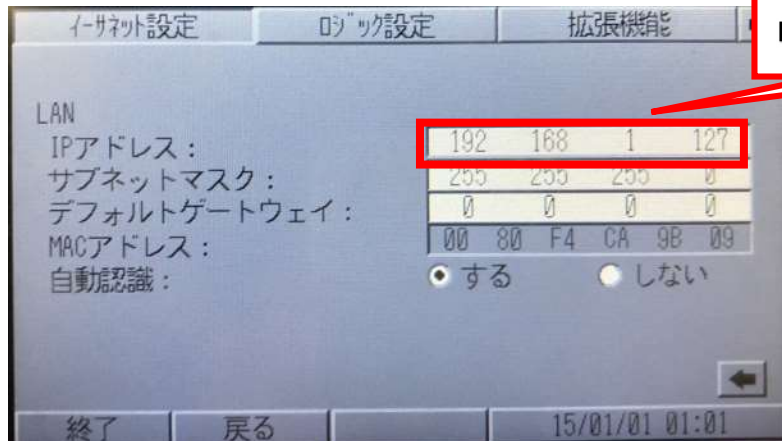 ｲｰｻﾈｯﾄ設定 ﾛｼﾞｯｸ設定 拡張機能
LAN
IPアドレス： 192 168 1 127
サブネットマスク： 255 255 255 0
デフォルトゲートウェイ： 0 0 0 0
MACアドレス： 00 80 F4 CA 9B 09
自動認識： する しない
終了 戻る 15/01/01 01:01